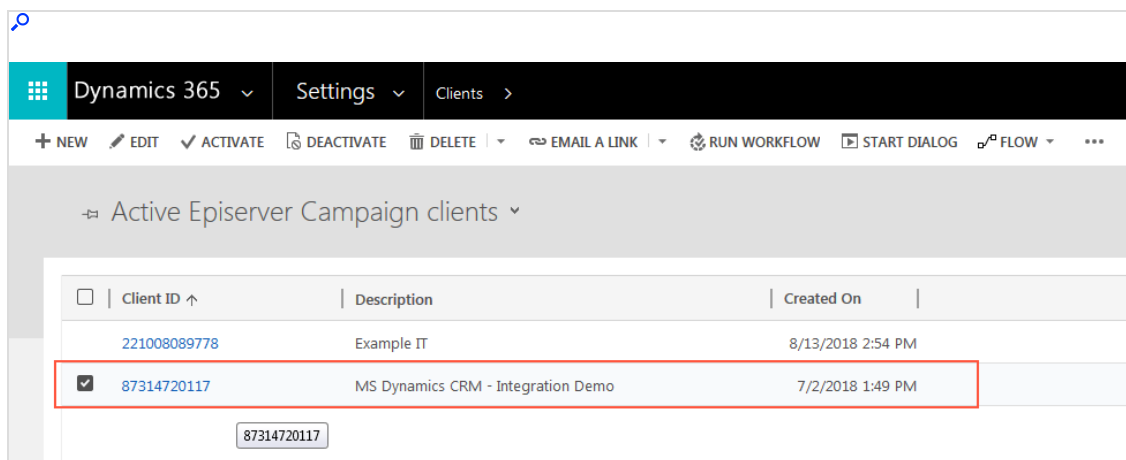 Dynamics 365 Settings Clients
NEW EDIT ACTIVATE DEACTIVATE DELETE EMAIL A LINK RUN WORKFLOW START DIALOG FLOW
Active Episerver Campaign clients
Client ID Description Created On
221008089778 Example IT 8/13/2018 2:54 PM
87314720117 MS Dynamics CRM - Integration Demo 7/2/2018 1:49 PM
87314720117